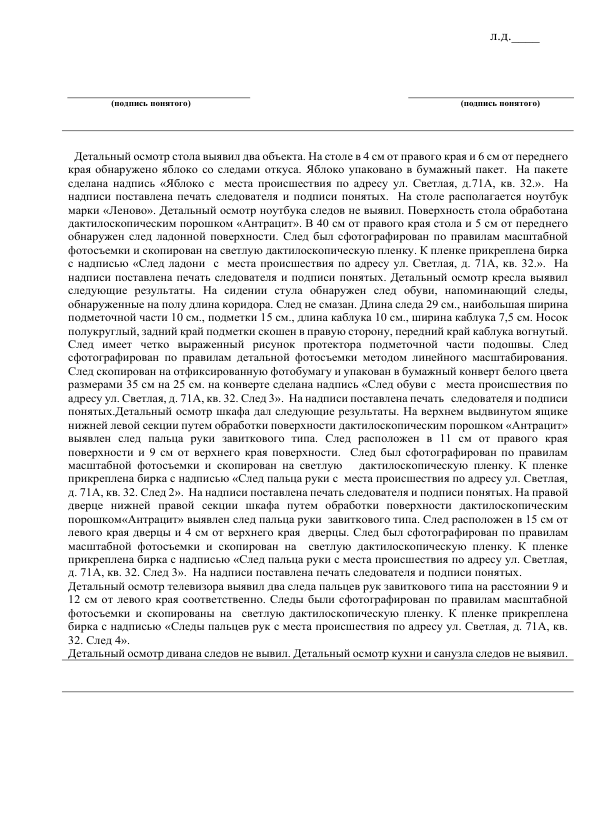 л.д.____
(подпись понятого) (подпись понятого)
Детальный осмотр стола выявил два объекта. На столе в 4 см от правого края и 6 см от переднего
края обнаружено яблоко со следами откуса. Яблоко упаковано в бумажный пакет. На пакете
сделана надпись «Яблоко с места происшествия по адресу ул. Светлая, д.71А, кв. 32.». На
надписи поставлена печать следователя и подписи понятых. На столе располагается ноутбук
марки «Леново». Детальный осмотр ноутбука следов не выявил. Поверхность стола обработана
дактилоскопическим порошком «Антрацит». В 40 см от правого края стола и 5 см от переднего
обнаружен след ладонной поверхности. След был сфотографирован по правилам масштабной
фотосъемки и скопирован на светлую дактилоскопическую пленку. К пленке прикреплена бирка
с надписью «След ладони с места происшествия по адресу ул. Светлая, д. 71А, кв. 32.». На
надписи поставлена печать следователя и подписи понятых. Детальный осмотр кресла выявил
следующие результаты. На сидении стула обнаружен след обуви, напоминающий следы,
обнаруженные на полу длина коридора. След не смазан. Длина следа 29 см., наибольшая ширина
подметочной части 10 см., подметки 15 см., длина каблука 10 см., ширина каблука 7,5 см. Носок
полукруглый, задний край подметки скошен в правую сторону, передний край каблука вогнутый.
След имеет четко выраженный рисунок протектора подметочной части подошвы. След
сфотографирован по правилам детальной фотосъемки методом линейного масштабирования.
След скопирован на отфиксированную фотобумагу и упакован в бумажный конверт белого цвета
размерами 35 см на 25 см. на конверте сделана надпись «След обуви с места происшествия по
адресу ул. Светлая, д. 71А, кв. 32. След 3». На надписи поставлена печать следователя и подписи
понятых.Детальный осмотр шкафа дал следующие результаты. На верхнем выдвинутом ящике
нижней левой секции путем обработки поверхности дактилоскопическим порошком «Антрацит»
выявлен след пальца руки завиткового типа. След расположен в 11 см от правого края
поверхности и 9 см от верхнего края поверхности. След был сфотографирован по правилам
масштабной фотосъемки и скопирован на светлую дактилоскопическую пленку. К пленке
прикреплена бирка с надписью «След пальца руки с места происшествия по адресу ул. Светлая,
д. 71А, кв. 32. След 2». На надписи поставлена печать следователя и подписи понятых. На правой
дверце нижней правой секции шкафа путем обработки поверхности дактилоскопическим
порошком«Антрацит» выявлен след пальца руки завиткового типа. След расположен в 15 см от
левого края дверцы и 4 см от верхнего края дверцы. След был сфотографирован по правилам
масштабной фотосъемки и скопирован на светлую дактилоскопическую пленку. К пленке
прикреплена бирка с надписью «След пальца руки с места происшествия по адресу ул. Светлая,
д. 71А, кв. 32. След 3». На надписи поставлена печать следователя и подписи понятых.
Детальный осмотр телевизора выявил два следа пальцев рук завиткового типа на расстоянии 9 и
12 см от левого края соответственно. Следы были сфотографирован по правилам масштабной
фотосъемки и скопированы на светлую дактилоскопическую пленку. К пленке прикреплена
бирка с надписью «Следы пальцев рук с места происшествия по адресу ул. Светлая, д. 71А, кв.
32. След 4».
Детальный осмотр дивана следов не вывил. Детальный осмотр кухни и санузла следов не выявил.